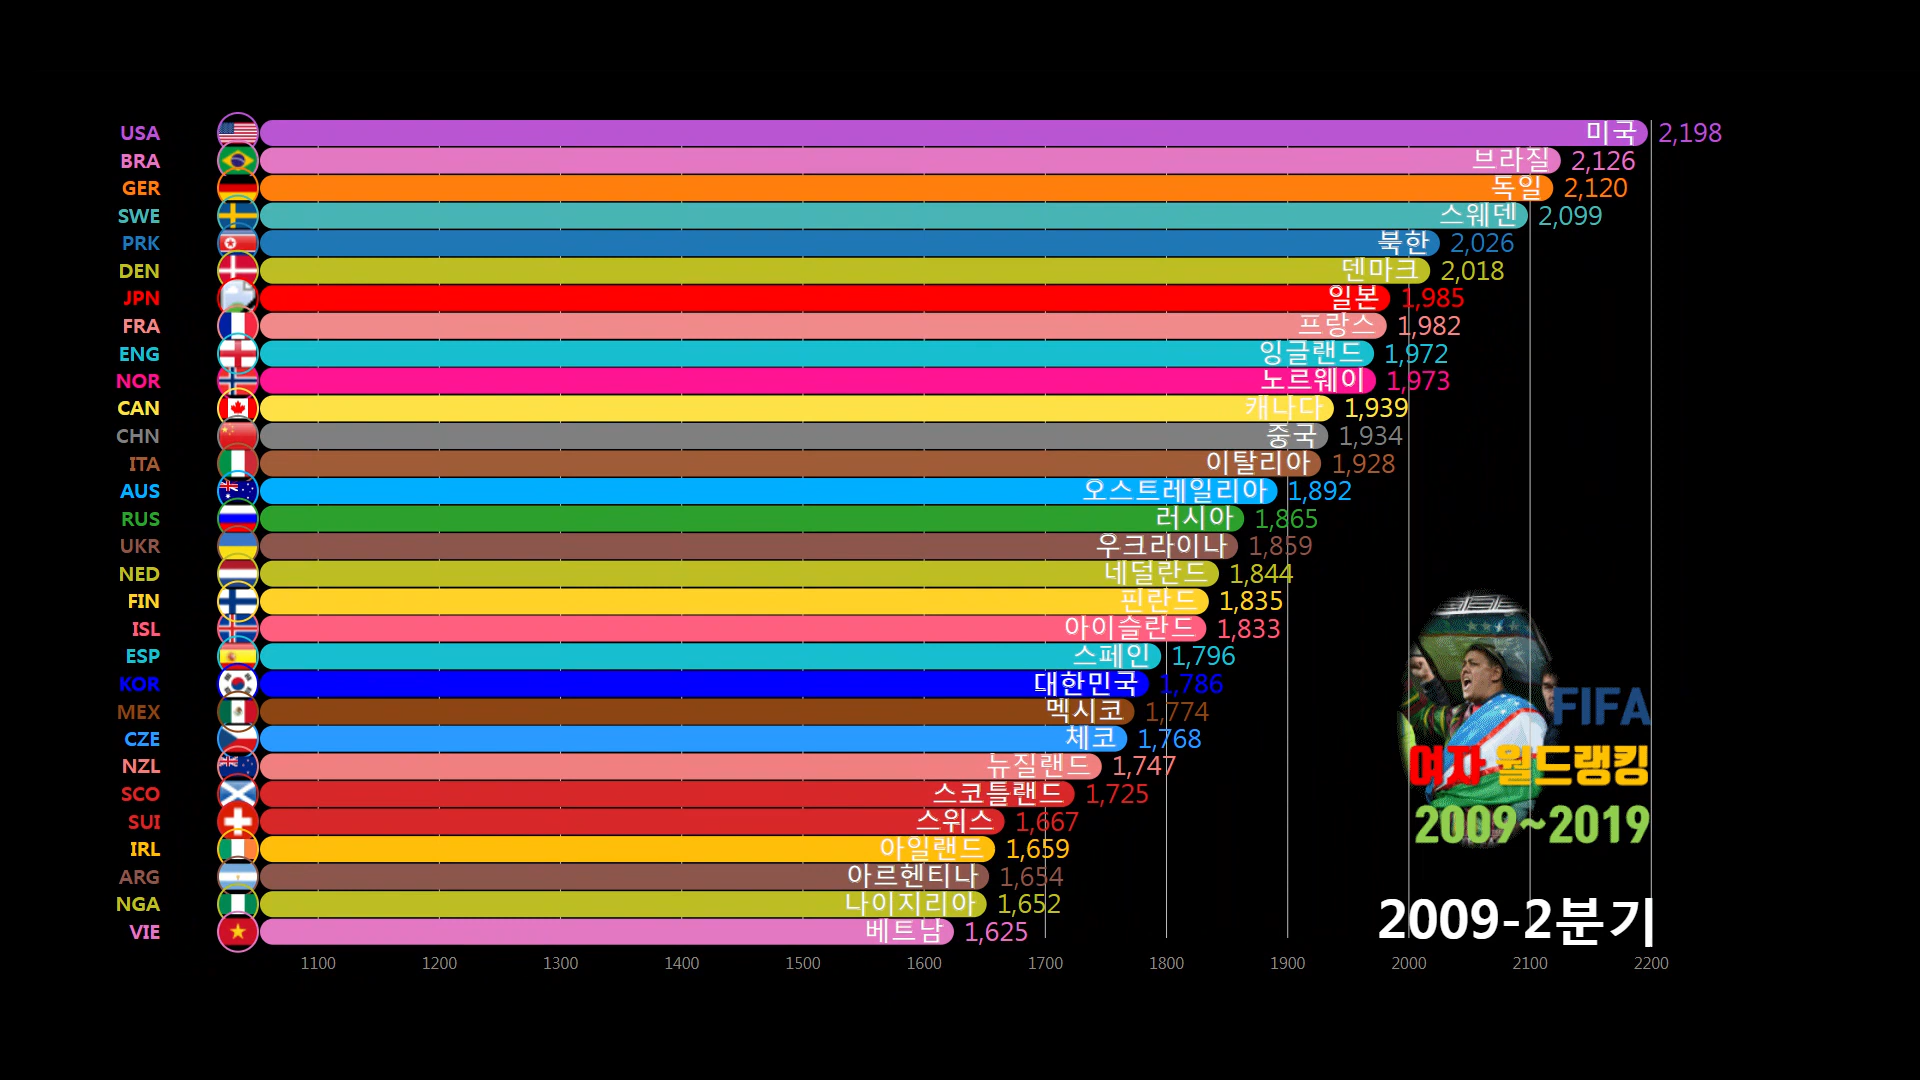 USA 미국 2,198
BRA 브라질 2,126
GER 독일 2,120
SWE 스웨덴 2,099
PRK 북한 2,026
DEN 덴마크 2,018
JPN 일본 1,985
FRA 프랑스 1,982
ENG 잉글랜드 1,972
NOR 노르웨이 1,973
CAN 캐나다 1,939
CHN 중국 1,934
ITA 이탈리아 1,928
AUS 오스트레일리아 1,892
RUS 러시아 1,865
UKR 우크라이나 1,859
NED 네덜란드 1,844
FIN 핀란드 1,835
ISL 아이슬란드 1,833
ESP 스페인 1,796
KOR 대한민국 1,786
MEX 멕시코 1,774
CZE 체코 1,768
NZL 뉴질랜드 1,747
SCO 스코틀랜드 1,725
SUI 스위스 1,667
IRL 아일랜드 1,659
ARG 아르헨티나 1,654
NGA 나이지리아 1,652
VIE 베트남 1,625
FIFA
여자 월드랭킹
2009~2019
2009-2분기
1100 1200 1300 1400 1500 1600 1700 1800 1900 2000 2100 2200